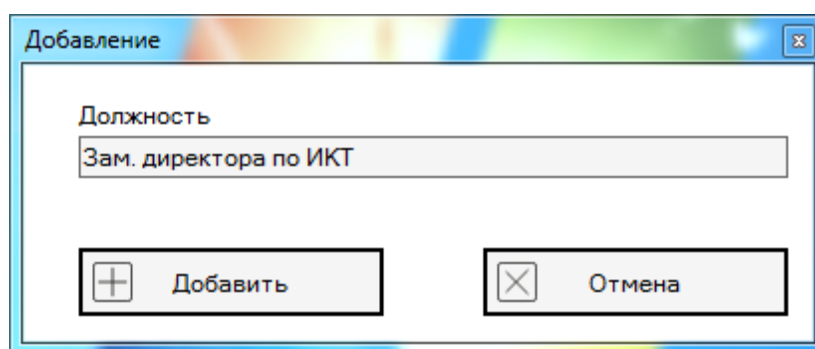 Добавление
Должность
Зам. директора по ИКТ
Добавить
Отмена